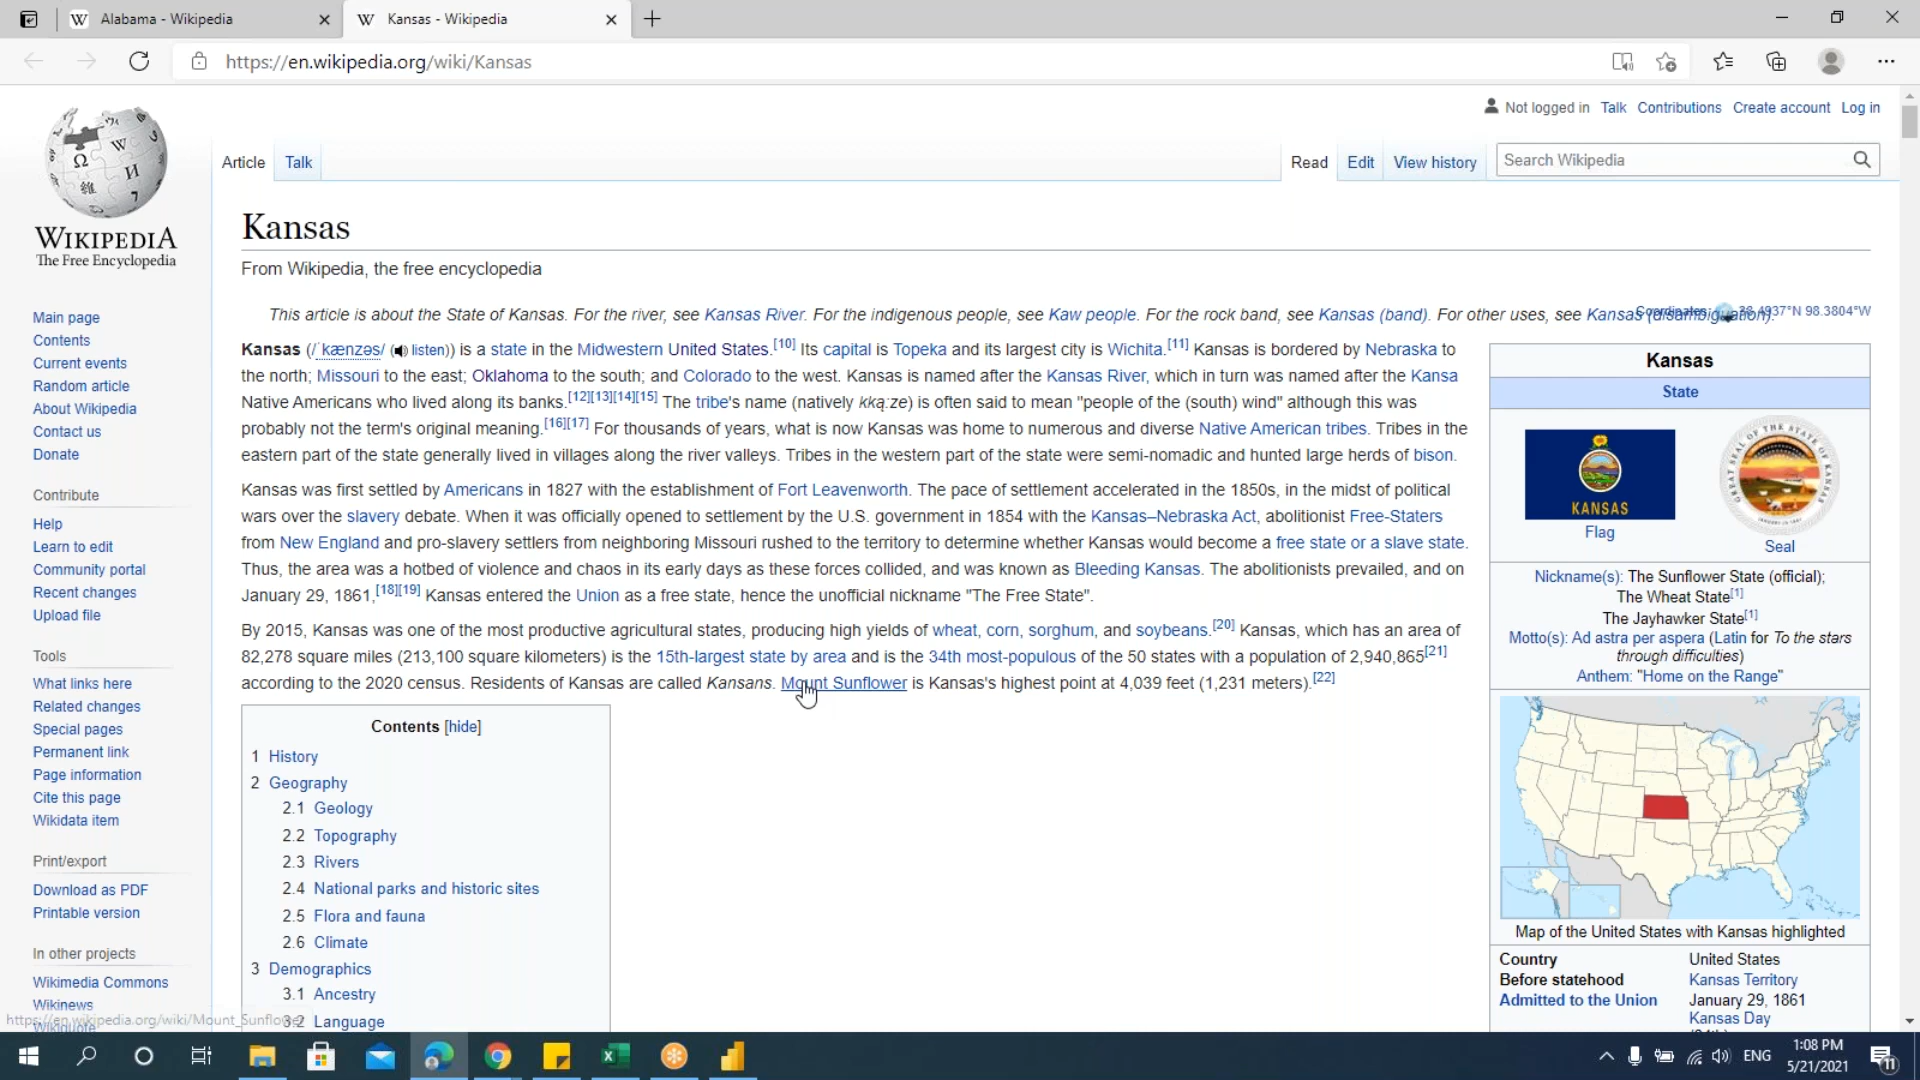 Alabama - Wikipedia
Kansas - Wikipedia
https://en.wikipedia.org/wiki/Kansas
Not logged in Talk Contributions Create account Log in
Article Talk
Read Edit View history
Search Wikipedia
WIKIPEDIA
The Free Encyclopedia
Main page
Contents
Current events
Random article
About Wikipedia
Contact us
Donate
Contribute
Help
Learn to edit
Community portal
Recent changes
Upload file
Tools
What links here
Related changes
Special pages
Permanent link
Page information
Cite this page
Wikidata item
Print/export
Download as PDF
Printable version
In other projects
Wikimedia Commons
Wikinews
Wikiquote
https://en.wikipedia.org/wiki/Mount_Sunflower
Kansas
From Wikipedia, the free encyclopedia
This article is about the State of Kansas. For the river, see Kansas River. For the indigenous people, see Kaw people. For the rock band, see Kansas (band). For other uses, see Kansas (disambiguation).
Coordinates: 38.4937°N 98.3804°W
Kansas (/ˈkænzəs/ (listen)) is a state in the Midwestern United States.[10] Its capital is Topeka and its largest city is Wichita.[11] Kansas is bordered by Nebraska to
the north; Missouri to the east; Oklahoma to the south; and Colorado to the west. Kansas is named after the Kansas River, which in turn was named after the Kansa
Native Americans who lived along its banks.[12][13][14][15] The tribe's name (natively kką:ze) is often said to mean "people of the (south) wind" although this was
probably not the term's original meaning.[16][17] For thousands of years, what is now Kansas was home to numerous and diverse Native American tribes. Tribes in the
eastern part of the state generally lived in villages along the river valleys. Tribes in the western part of the state were semi-nomadic and hunted large herds of bison.
Kansas was first settled by Americans in 1827 with the establishment of Fort Leavenworth. The pace of settlement accelerated in the 1850s, in the midst of political
wars over the slavery debate. When it was officially opened to settlement by the U.S. government in 1854 with the Kansas–Nebraska Act, abolitionist Free-Staters
from New England and pro-slavery settlers from neighboring Missouri rushed to the territory to determine whether Kansas would become a free state or a slave state.
Thus, the area was a hotbed of violence and chaos in its early days as these forces collided, and was known as Bleeding Kansas. The abolitionists prevailed, and on
January 29, 1861,[18][19] Kansas entered the Union as a free state, hence the unofficial nickname "The Free State".
By 2015, Kansas was one of the most productive agricultural states, producing high yields of wheat, corn, sorghum, and soybeans.[20] Kansas, which has an area of
82,278 square miles (213,100 square kilometers) is the 15th-largest state by area and is the 34th most-populous of the 50 states with a population of 2,940,865[21]
according to the 2020 census. Residents of Kansas are called Kansans. Mount Sunflower is Kansas's highest point at 4,039 feet (1,231 meters).[22]
Contents [hide]
1 History
2 Geography
2.1 Geology
2.2 Topography
2.3 Rivers
2.4 National parks and historic sites
2.5 Flora and fauna
2.6 Climate
3 Demographics
3.1 Ancestry
3.2 Language
Kansas
State
KANSAS
GREAT SEAL OF THE STATE OF KANSAS
Flag
Seal
Nickname(s): The Sunflower State (official);
The Wheat State[1]
The Jayhawker State[1]
Motto(s): Ad astra per aspera (Latin for To the stars
through difficulties)
Anthem: "Home on the Range"
Map of the United States with Kansas highlighted
Country United States
Before statehood Kansas Territory
Admitted to the Union January 29, 1861
Kansas Day
ENG
1:08 PM
5/21/2021
11